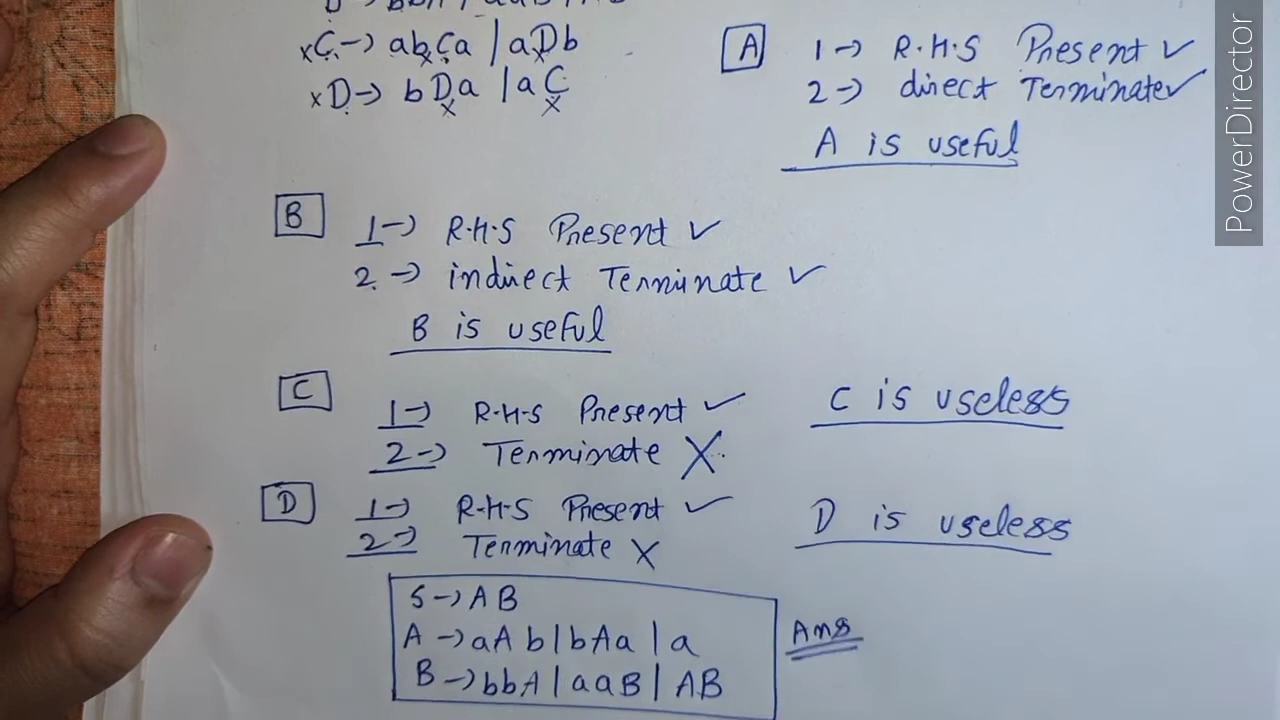 C → abCa | aDb
D → bDa | aC
A 1 → R.H.S Present ✓
2 → direct Terminate ✓
A is useful
B 1 → R.H.S Present ✓
2. → indirect Terminate ✓
B is useful
C 1 → R-H-S Present ✓ C is useless
2 → Terminate X
D 1 → R-H-S Present ✓ D is useless
2 → Terminate X
S → AB
A → aAb | bAa | a Ans
B → bbA | aaB | AB
PowerDirector